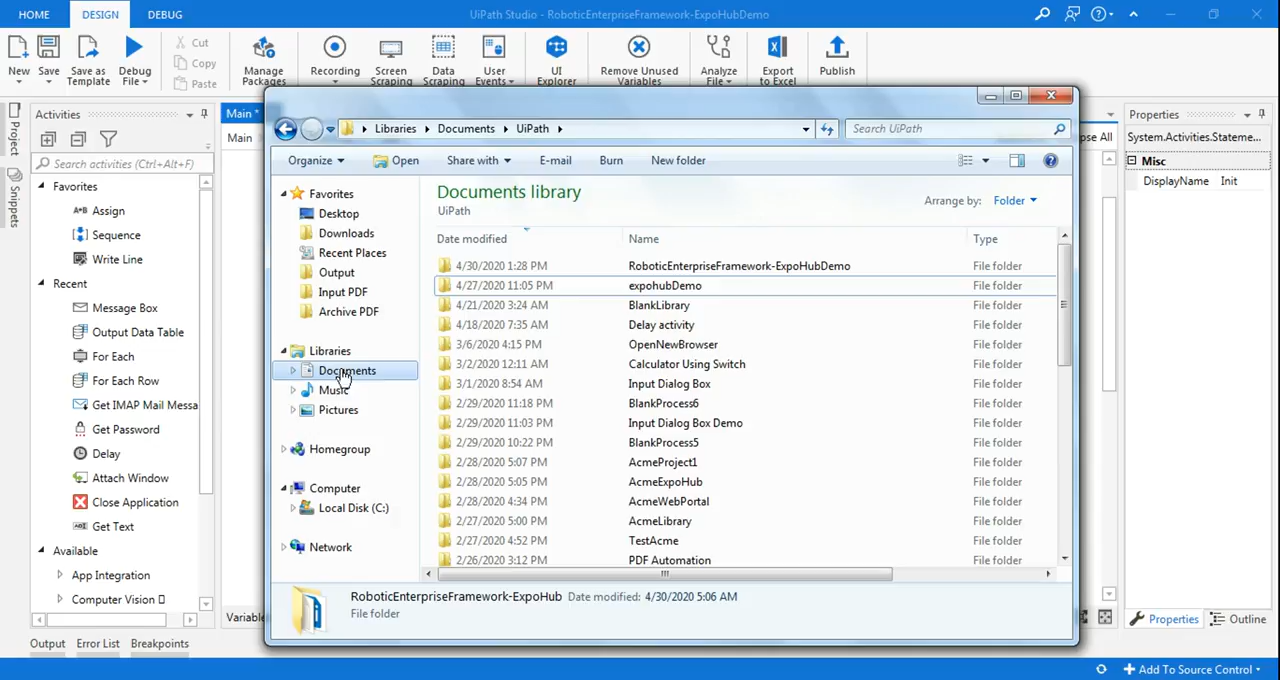 HOME DESIGN DEBUG UiPath Studio - RoboticEnterpriseFramework-ExpoHubDemo
New Save Save as Template Debug File Cut Copy Paste Manage Packages Recording Screen Scraping Data Scraping User Events UI Explorer Remove Unused Variables Analyze File Export to Excel Publish
Project
Snippets
Activities
Search activities (Ctrl+Alt+F)
Favorites
Assign
Sequence
Write Line
Recent
Message Box
Output Data Table
For Each
For Each Row
Get IMAP Mail Messa
Get Password
Delay
Attach Window
Close Application
Get Text
Available
App Integration
Computer Vision
Main *
Main
Libraries Documents UiPath
Search UiPath
Organize Open Share with E-mail Burn New folder
Favorites
Desktop
Downloads
Recent Places
Output
Input PDF
Archive PDF
Libraries
Documents
Music
Pictures
Homegroup
Computer
Local Disk (C:)
Network
Documents library
UiPath
Arrange by: Folder
Date modified Name Type
4/30/2020 1:28 PM RoboticEnterpriseFramework-ExpoHubDemo File folder
4/27/2020 11:05 PM expohubDemo File folder
4/21/2020 3:24 AM BlankLibrary File folder
4/18/2020 7:35 AM Delay activity File folder
3/6/2020 4:15 PM OpenNewBrowser File folder
3/2/2020 12:11 AM Calculator Using Switch File folder
3/1/2020 8:54 AM Input Dialog Box File folder
2/29/2020 11:18 PM BlankProcess6 File folder
2/29/2020 11:03 PM Input Dialog Box Demo File folder
2/29/2020 10:22 PM BlankProcess5 File folder
2/28/2020 5:07 PM AcmeProject1 File folder
2/28/2020 5:05 PM AcmeExpoHub File folder
2/28/2020 4:34 PM AcmeWebPortal File folder
2/27/2020 5:00 PM AcmeLibrary File folder
2/27/2020 4:52 PM TestAcme File folder
2/26/2020 3:12 PM PDF Automation File folder
RoboticEnterpriseFramework-ExpoHub Date modified: 4/30/2020 5:06 AM
File folder
pse All
Properties
System.Activities.Stateme...
Misc
DisplayName Init
Variable
Properties Outline
Output Error List Breakpoints
Add To Source Control